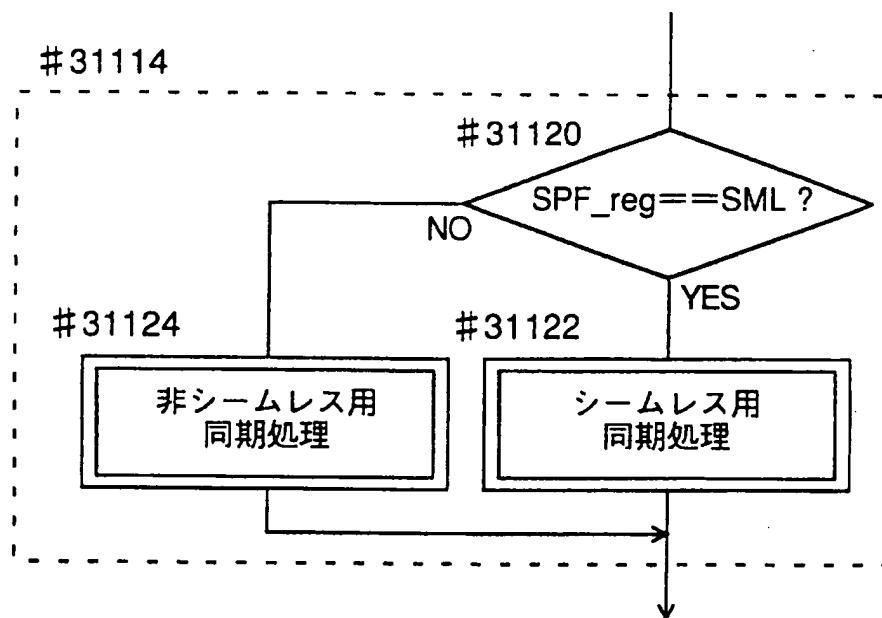 #31114
#31120
SPF_reg==SML ?
NO
YES
#31124
#31122
非シームレス用
同期処理
シームレス用
同期処理